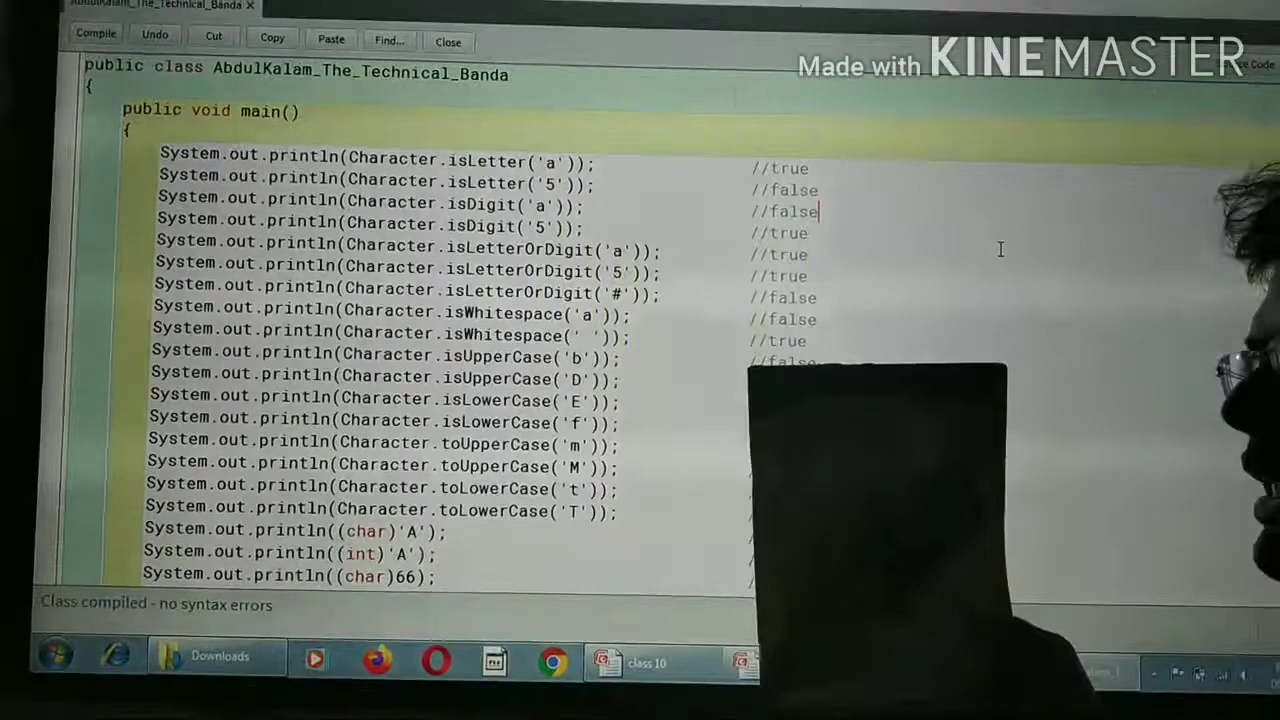 AbdulKalam_The_Technical_Banda ×
Compile Undo Cut Copy Paste Find... Close
Made with KINEMASTER
Code
public class AbdulKalam_The_Technical_Banda
{
public void main()
{
System.out.println(Character.isLetter('a')); //true
System.out.println(Character.isLetter('5')); //false
System.out.println(Character.isDigit('a')); //false
System.out.println(Character.isDigit('5')); //true
System.out.println(Character.isLetterOrDigit('a')); //true
System.out.println(Character.isLetterOrDigit('5')); //true
System.out.println(Character.isLetterOrDigit('#')); //false
System.out.println(Character.isWhitespace('a')); //false
System.out.println(Character.isWhitespace(' ')); //true
System.out.println(Character.isUpperCase('b')); //false
System.out.println(Character.isUpperCase('D'));
System.out.println(Character.isLowerCase('E'));
System.out.println(Character.isLowerCase('f'));
System.out.println(Character.toUpperCase('m'));
System.out.println(Character.toUpperCase('M'));
System.out.println(Character.toLowerCase('t'));
System.out.println(Character.toLowerCase('T'));
System.out.println((char)'A');
System.out.println((int)'A');
System.out.println((char)66);
Class compiled - no syntax errors
Downloads
class 10